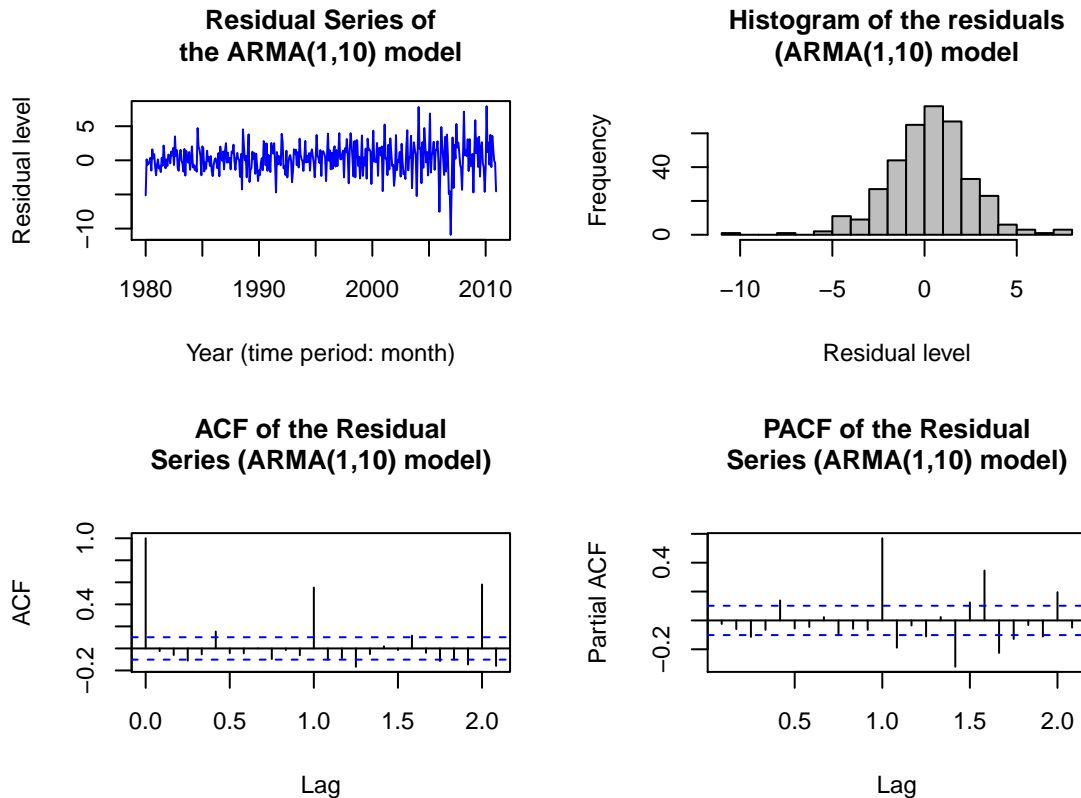 Residual Series of
the ARMA(1,10) model
Residual level
5
0
−10
1980
1990
2000
2010
Year (time period: month)
Histogram of the residuals
(ARMA(1,10) model
Frequency
40
0
−10
−5
0
5
Residual level
ACF of the Residual
Series (ARMA(1,10) model)
ACF
1.0
0.4
−0.2
0.0
0.5
1.0
1.5
2.0
Lag
PACF of the Residual
Series (ARMA(1,10) model)
Partial ACF
0.4
−0.2
0.5
1.0
1.5
2.0
Lag